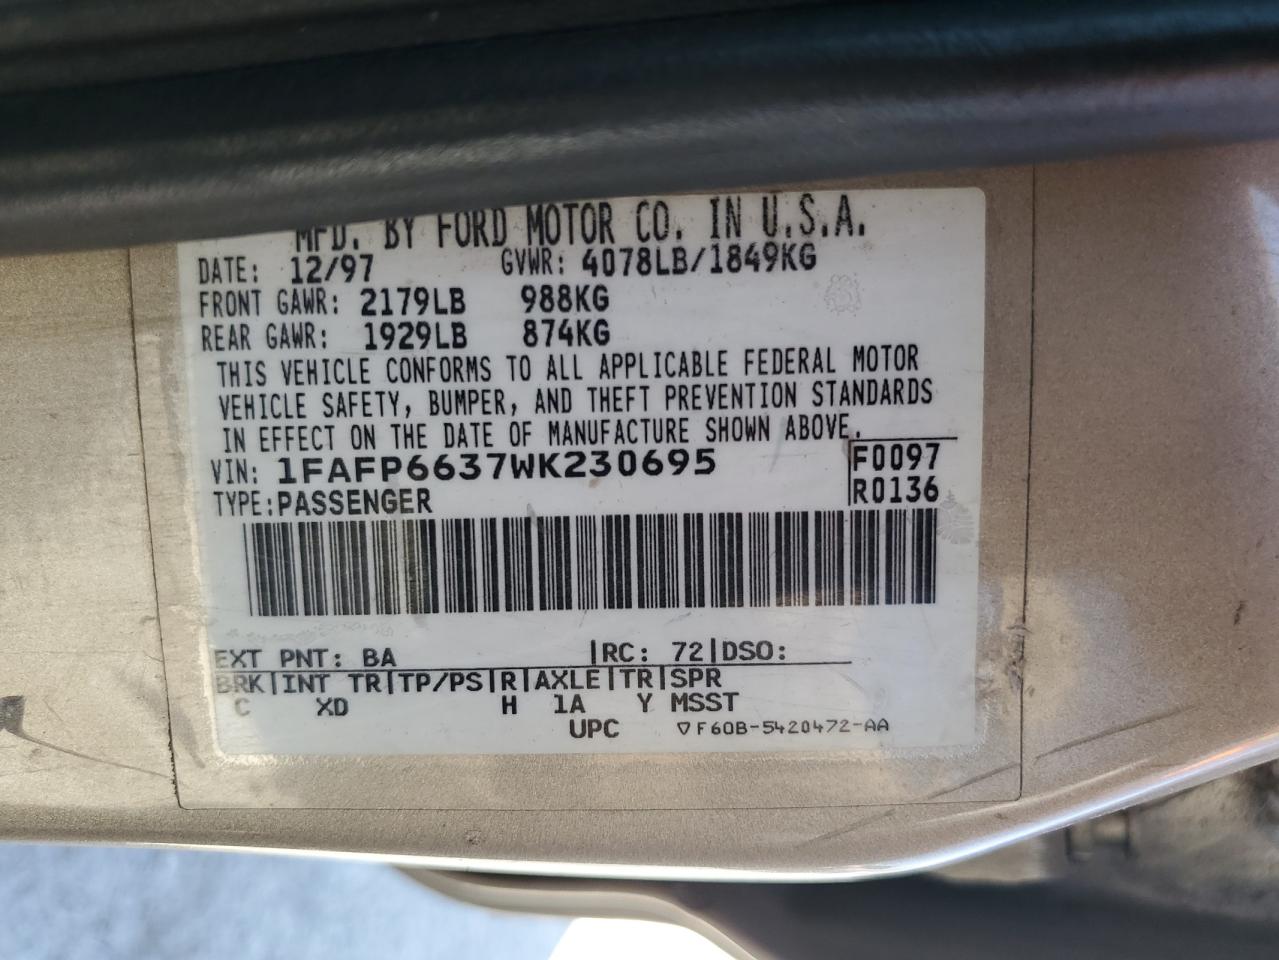 MFD. BY FORD MOTOR CO. IN U.S.A.
DATE: 12/97 GVWR: 4078LB/1849KG
FRONT GAWR: 2179LB 988KG
REAR GAWR: 1929LB 874KG
THIS VEHICLE CONFORMS TO ALL APPLICABLE FEDERAL MOTOR
VEHICLE SAFETY, BUMPER, AND THEFT PREVENTION STANDARDS
IN EFFECT ON THE DATE OF MANUFACTURE SHOWN ABOVE.
VIN: 1FAFP6637WK230695 F0097
TYPE: PASSENGER R0136
EXT PNT: BA |RC: 72|DSO:
BRK|INT TR|TP/PS|R|AXLE|TR|SPR
C XD H 1A Y MSST
UPC ▽F60B-5420472-AA